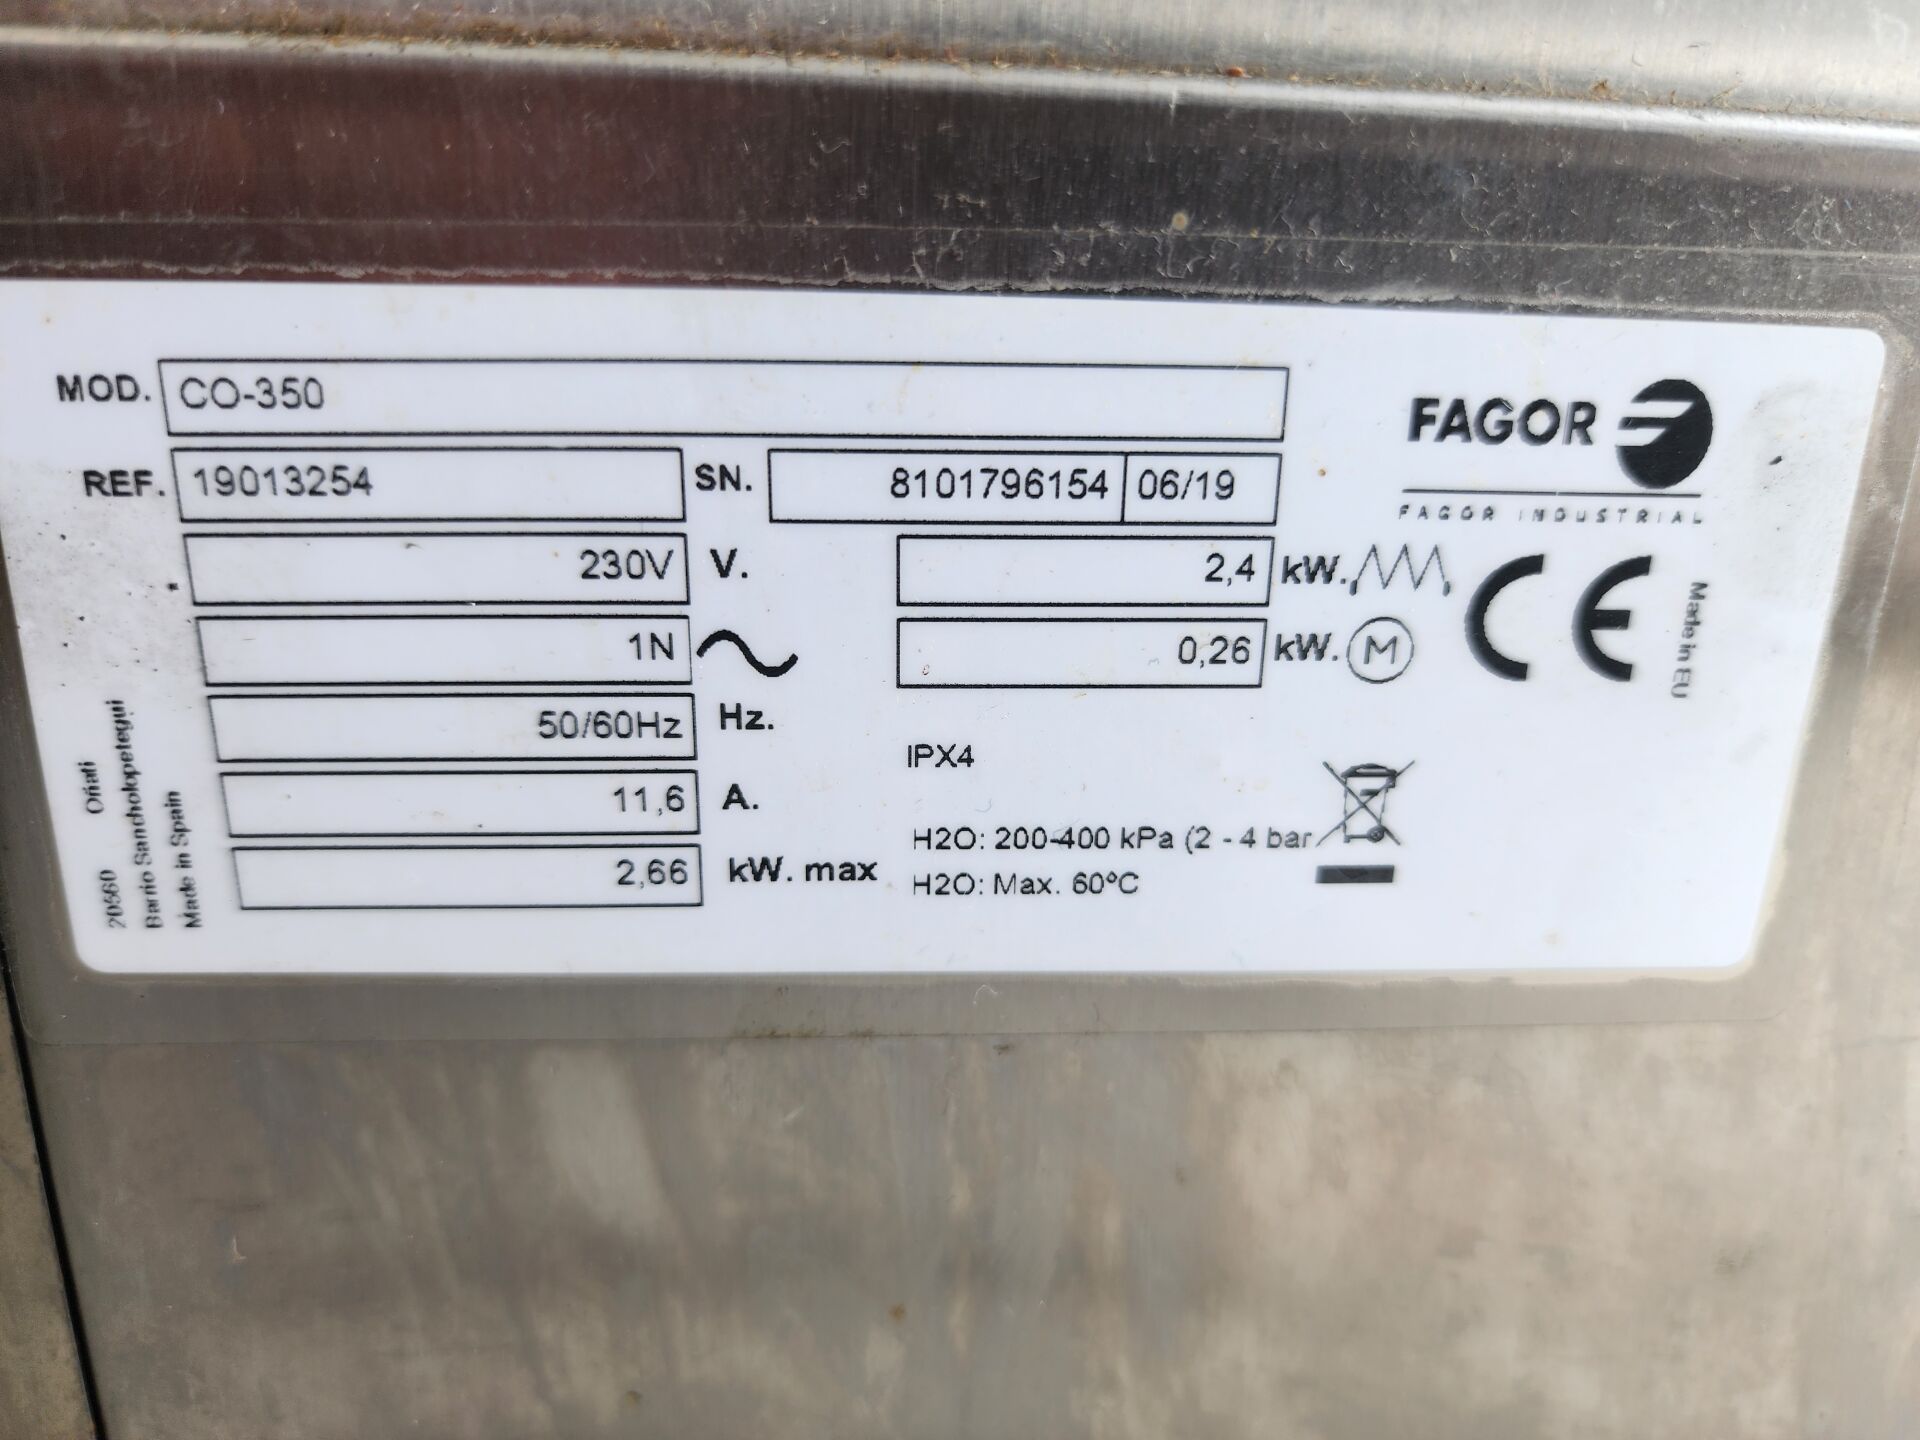 MOD. CO-350
REF. 19013254 SN. 8101796154 06/19
230V V. 2,4 kW.
1N 0,26 kW. M
50/60Hz Hz.
11,6 A.
2,66 kW. max
IPX4
H2O: 200-400 kPa (2 - 4 bar
H2O: Max. 60ºC
FAGOR
FAGOR INDUSTRIAL
CE
Made in EU
20560 Oñati
Barrio Sancholopetegui
Made in Spain